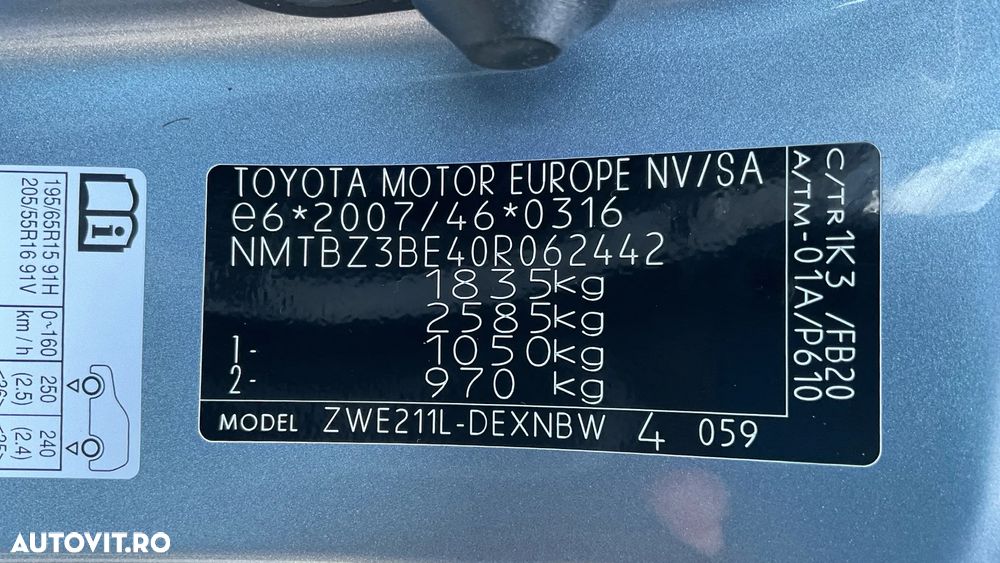 TOYOTA MOTOR EUROPE NV/SA
e6*2007/46*0316
NMTBZ3BE40R062442
1835kg
2585kg
1- 1050kg
2- 970 kg
MODEL ZWE211L-DEXNBW 4 059
C/TR 1K3 /FB20
A/TM-01A/P610
195/65R15 91H
205/55R16 91V
0~160
km/h
250
(2.5)
240
(2.4)
AUTOVIT.RO